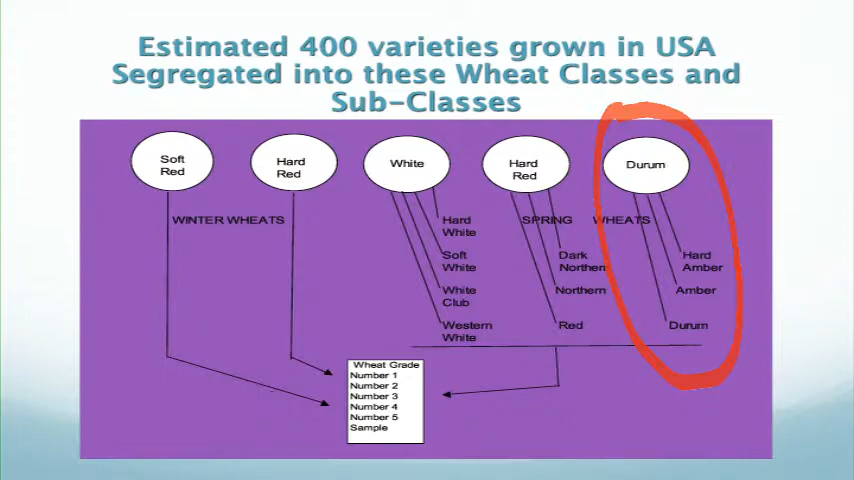 Estimated 400 varieties grown in USA
Segregated into these Wheat Classes and
Sub-Classes
Soft
Red
Hard
Red
White
Hard
Red
Durum
WINTER WHEATS
SPRING WHEATS
Hard
White
Soft
White
White
Club
Western
White
Dark
Northern
Northern
Red
Hard
Amber
Amber
Durum
Wheat Grade
Number 1
Number 2
Number 3
Number 4
Number 5
Sample